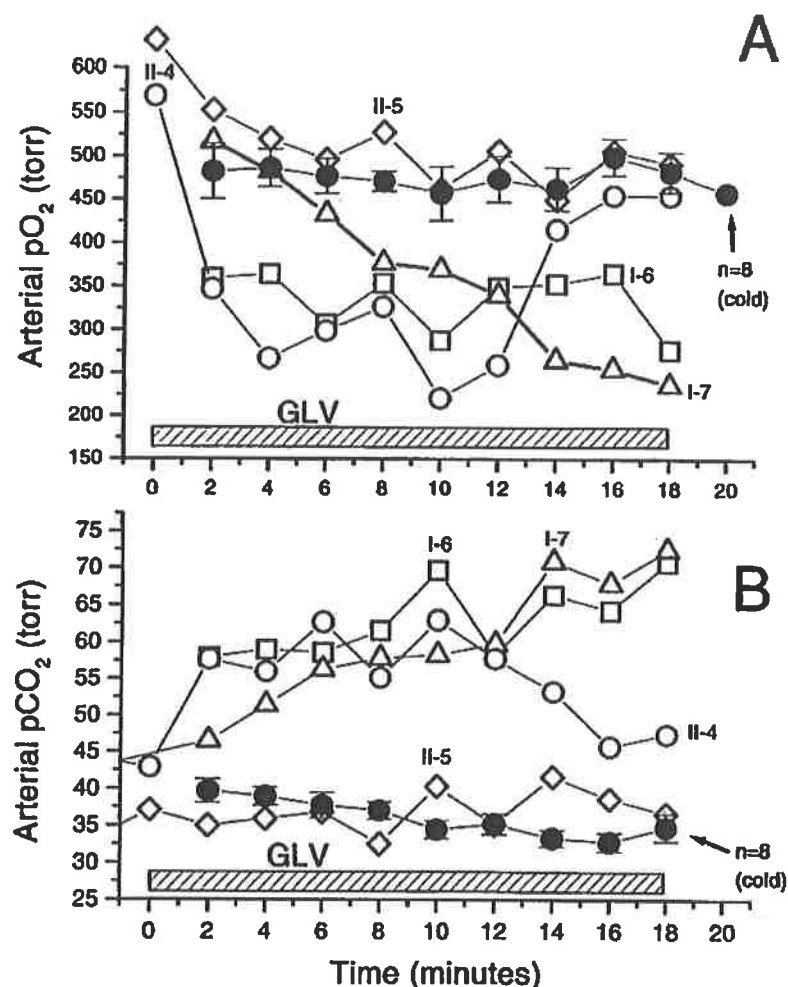 A
Arterial pO2 (torr)
600
550
500
450
400
350
300
250
200
150
II-4
II-5
I-6
I-7
n=8
(cold)
GLV
0 2 4 6 8 10 12 14 16 18 20
B
Arterial pCO2 (torr)
75
70
65
60
55
50
45
40
35
30
25
I-6
I-7
II-4
II-5
n=8
(cold)
GLV
0 2 4 6 8 10 12 14 16 18 20
Time (minutes)